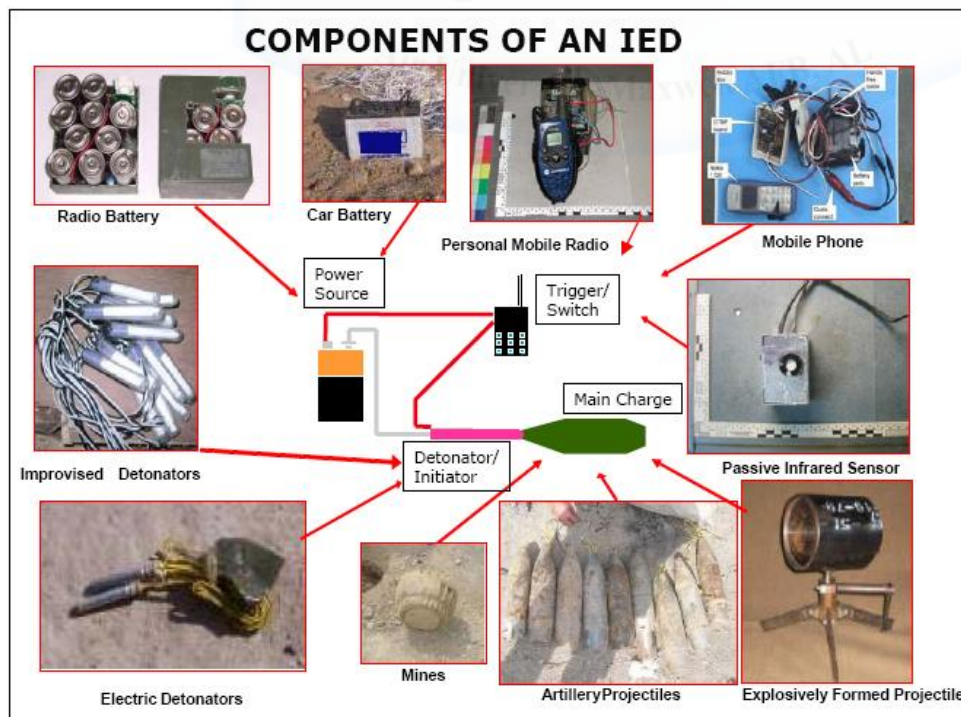 COMPONENTS OF AN IED
Radio Battery
Car Battery
Personal Mobile Radio
Mobile Phone
Power
Source
Trigger/
Switch
Main Charge
Improvised Detonators
Detonator/
Initiator
Passive Infrared Sensor
Electric Detonators
Mines
ArtilleryProjectiles
Explosively Formed Projectile